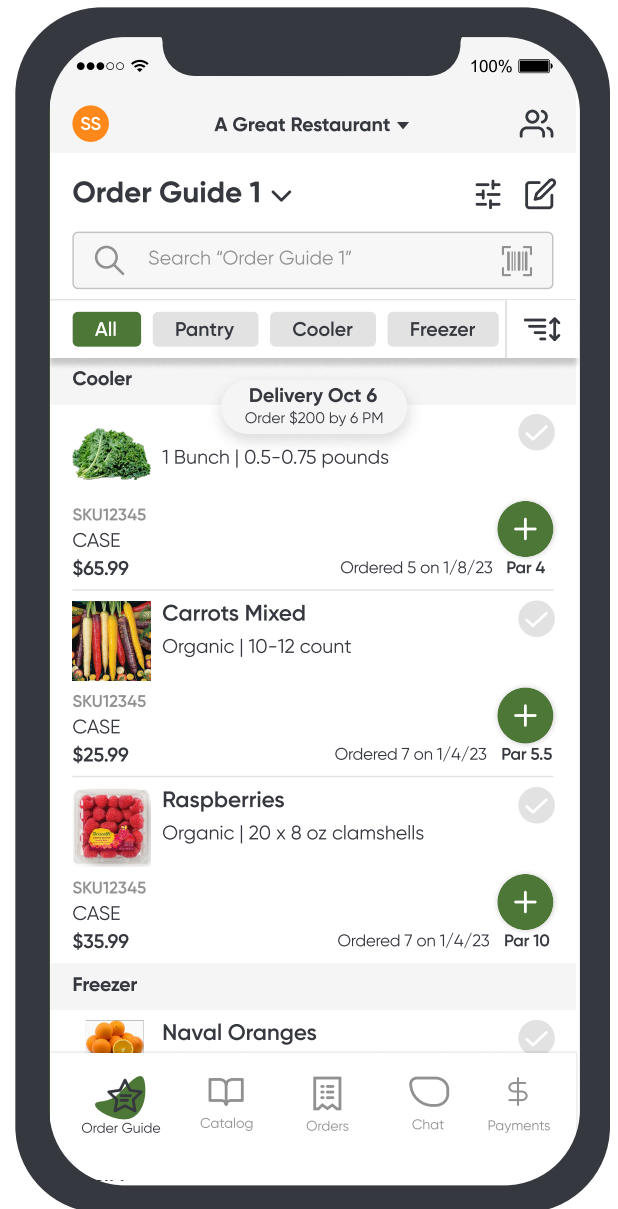 100%
SS
A Great Restaurant
Order Guide 1
Search “Order Guide 1”
All
Pantry
Cooler
Freezer
Cooler
Delivery Oct 6
Order $200 by 6 PM
1 Bunch | 0.5-0.75 pounds
SKU12345
CASE
$65.99
Ordered 5 on 1/8/23
Par 4
Carrots Mixed
Organic | 10-12 count
SKU12345
CASE
$25.99
Ordered 7 on 1/4/23
Par 5.5
Raspberries
Organic | 20 x 8 oz clamshells
SKU12345
CASE
$35.99
Ordered 7 on 1/4/23
Par 10
Freezer
Naval Oranges
Order Guide
Catalog
Orders
Chat
Payments